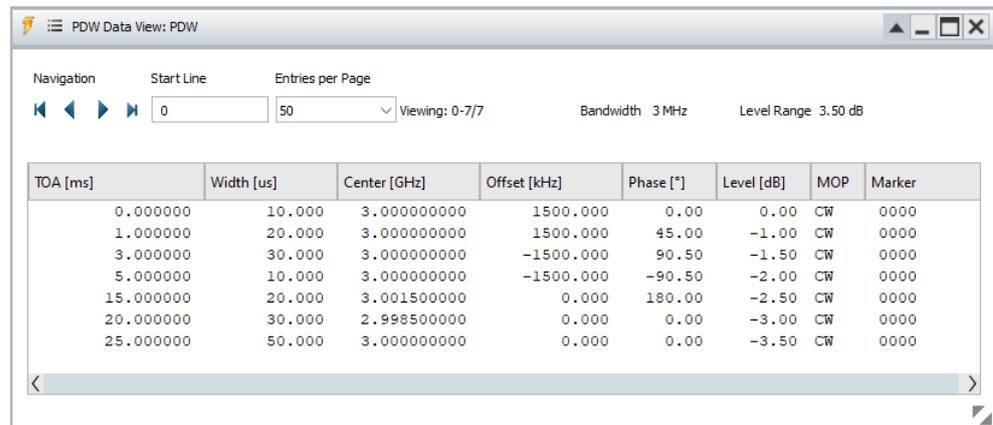 PDW Data View: PDW
Navigation Start Line Entries per Page
0 50 Viewing: 0-7/7 Bandwidth 3 MHz Level Range 3.50 dB
TOA [ms] Width [us] Center [GHz] Offset [kHz] Phase [°] Level [dB] MOP Marker
0.000000 10.000 3.000000000 1500.000 0.00 0.00 CW 0000
1.000000 20.000 3.000000000 1500.000 45.00 -1.00 CW 0000
3.000000 30.000 3.000000000 -1500.000 90.50 -1.50 CW 0000
5.000000 10.000 3.000000000 -1500.000 -90.50 -2.00 CW 0000
15.000000 20.000 3.001500000 0.000 180.00 -2.50 CW 0000
20.000000 30.000 2.998500000 0.000 0.00 -3.00 CW 0000
25.000000 50.000 3.000000000 0.000 0.00 -3.50 CW 0000